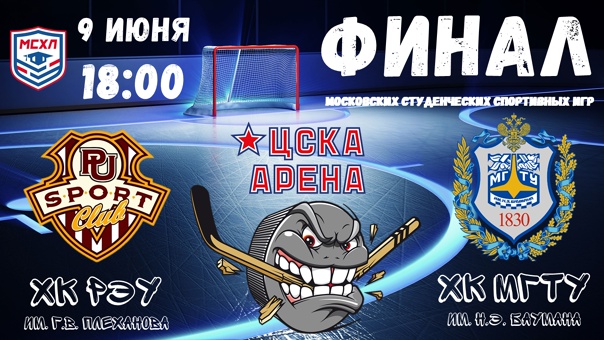 МСХЛ
9 ИЮНЯ
18:00
ФИНАЛ
МОСКОВСКИХ СТУДЕНЧЕСКИХ СПОРТИВНЫХ ИГР
ЦСКА
АРЕНА
PU
SPORT
Club
МГТУ
1830
ХК РЭУ
ИМ. Г.В. ПЛЕХАНОВА
ХК МГТУ
ИМ. Н.Э. БАУМАНА